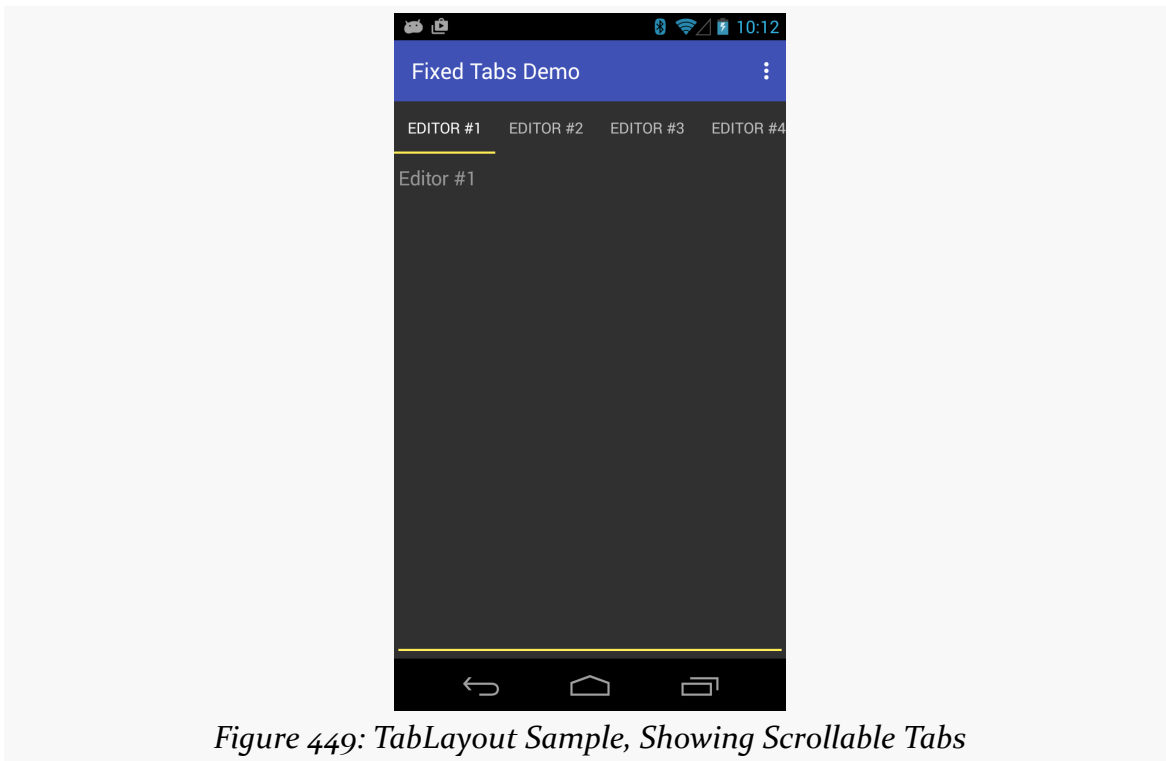 10:12
Fixed Tabs Demo
EDITOR #1 EDITOR #2 EDITOR #3 EDITOR #4
Editor #1
Figure 449: TabLayout Sample, Showing Scrollable Tabs